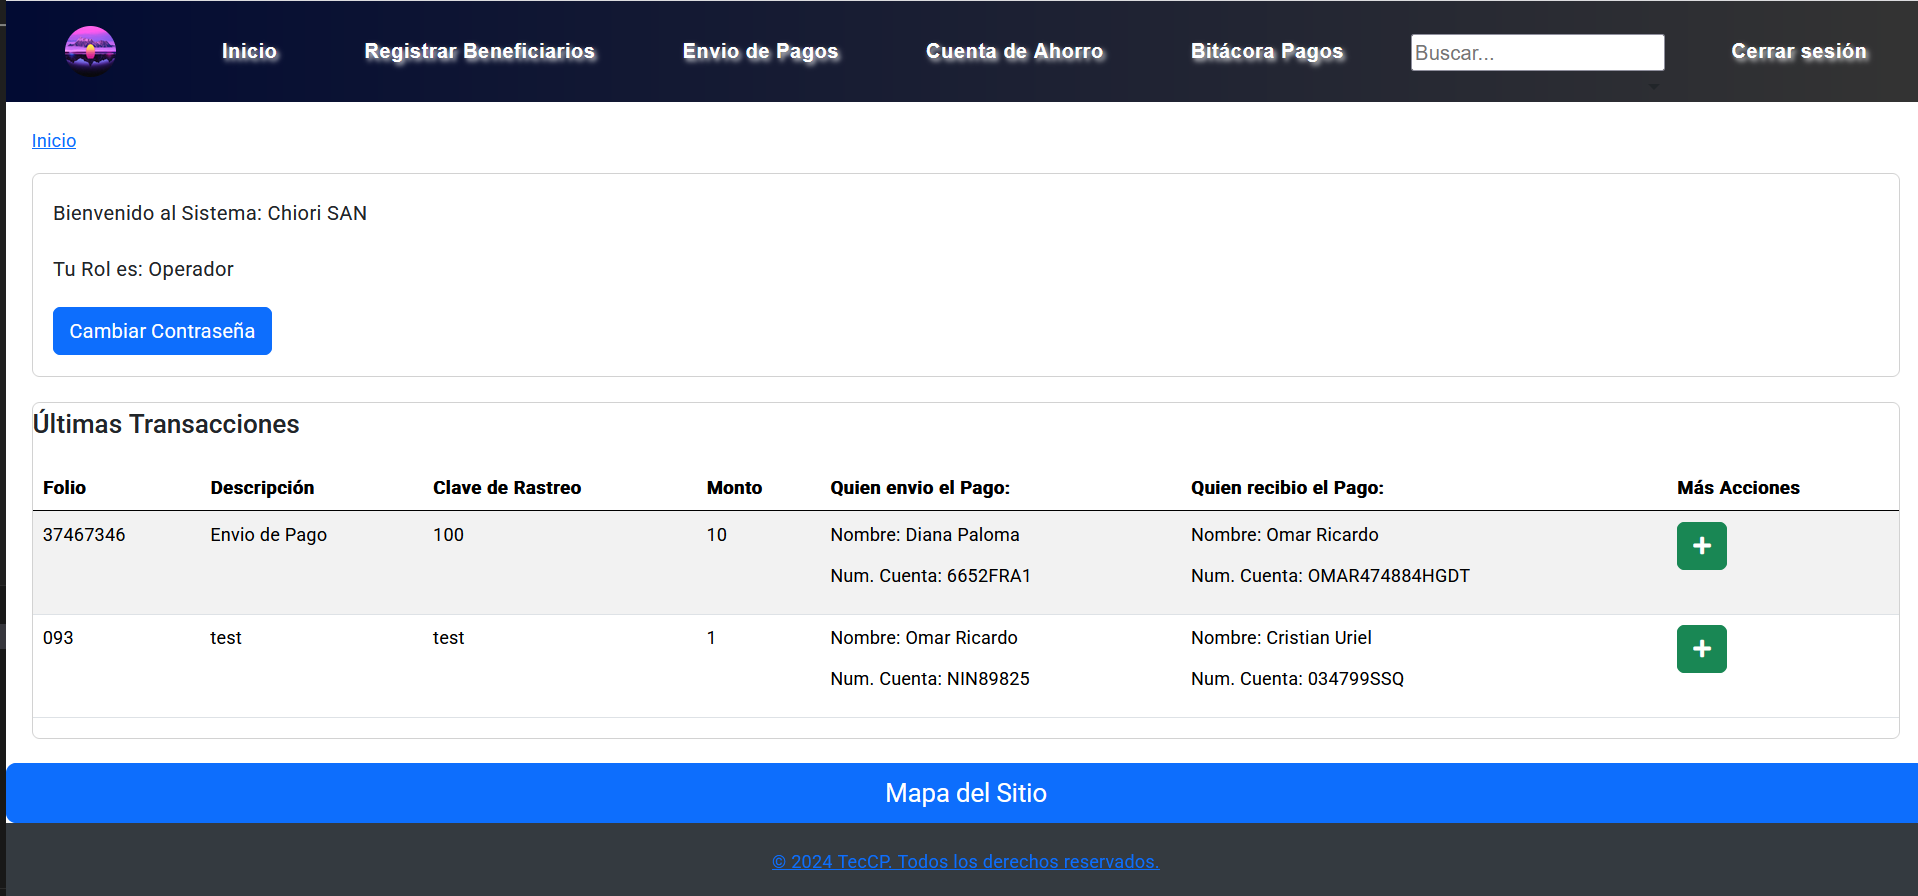 Inicio Registrar Beneficiarios Envio de Pagos Cuenta de Ahorro Bitácora Pagos Buscar... Cerrar sesión
Inicio
Bienvenido al Sistema: Chiori SAN
Tu Rol es: Operador
Cambiar Contraseña
Últimas Transacciones
Folio Descripción Clave de Rastreo Monto Quien envio el Pago: Quien recibio el Pago: Más Acciones
37467346 Envio de Pago 100 10 Nombre: Diana Paloma Nombre: Omar Ricardo
Num. Cuenta: 6652FRA1 Num. Cuenta: OMAR474884HGDT
093 test test 1 Nombre: Omar Ricardo Nombre: Cristian Uriel
Num. Cuenta: NIN89825 Num. Cuenta: 034799SSQ
Mapa del Sitio
© 2024 TecCP. Todos los derechos reservados.